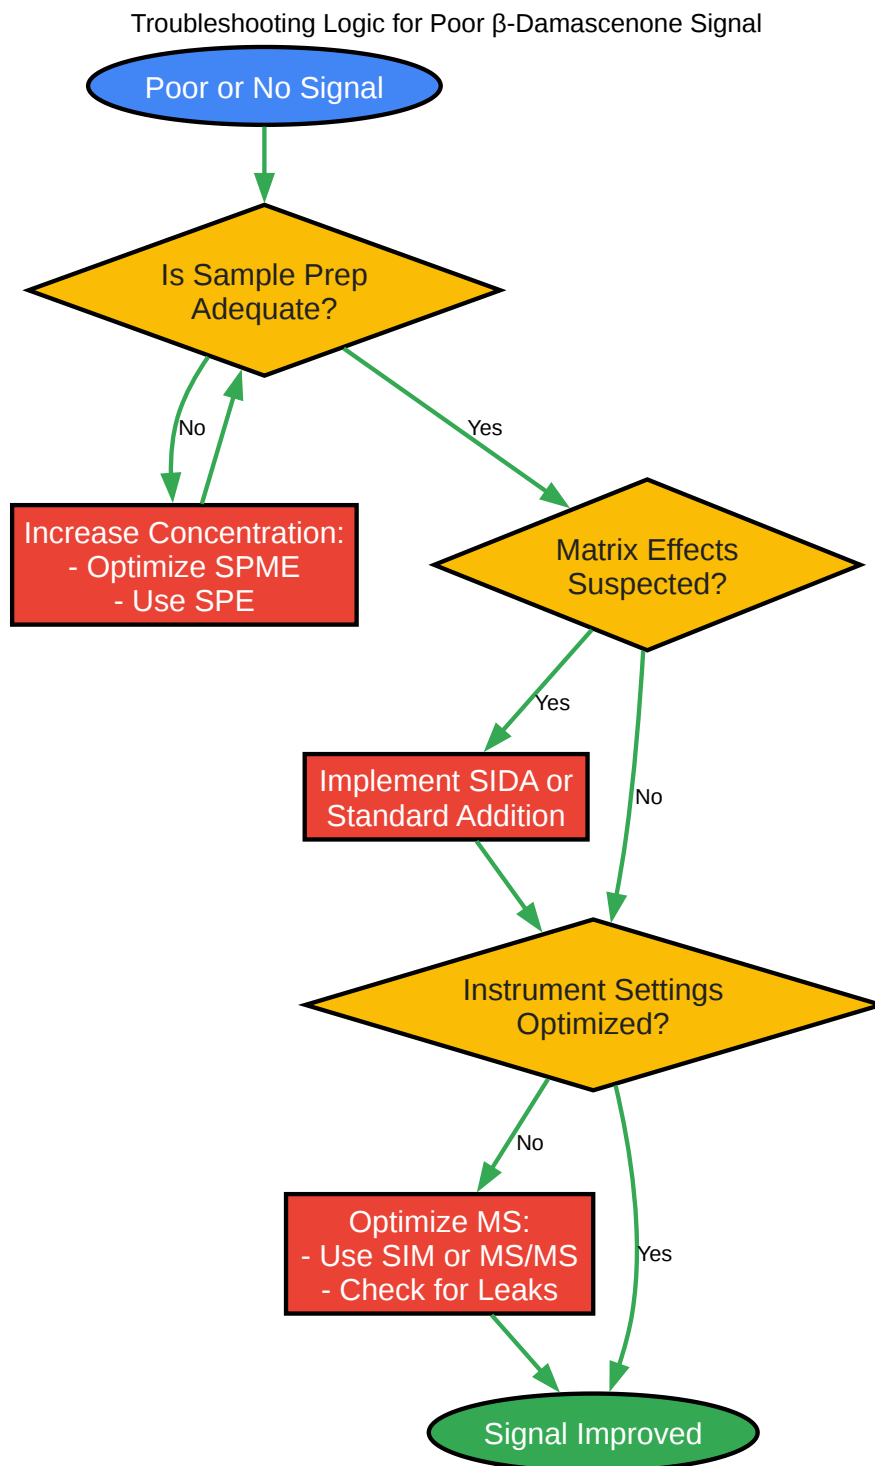 Troubleshooting Logic for Poor β-Damascenone Signal
Poor or No Signal
Is Sample Prep
Adequate?
No
Yes
Increase Concentration:
- Optimize SPME
- Use SPE
Matrix Effects
Suspected?
Yes
No
Implement SIDA or
Standard Addition
Instrument Settings
Optimized?
No
Yes
Optimize MS:
- Use SIM or MS/MS
- Check for Leaks
Signal Improved